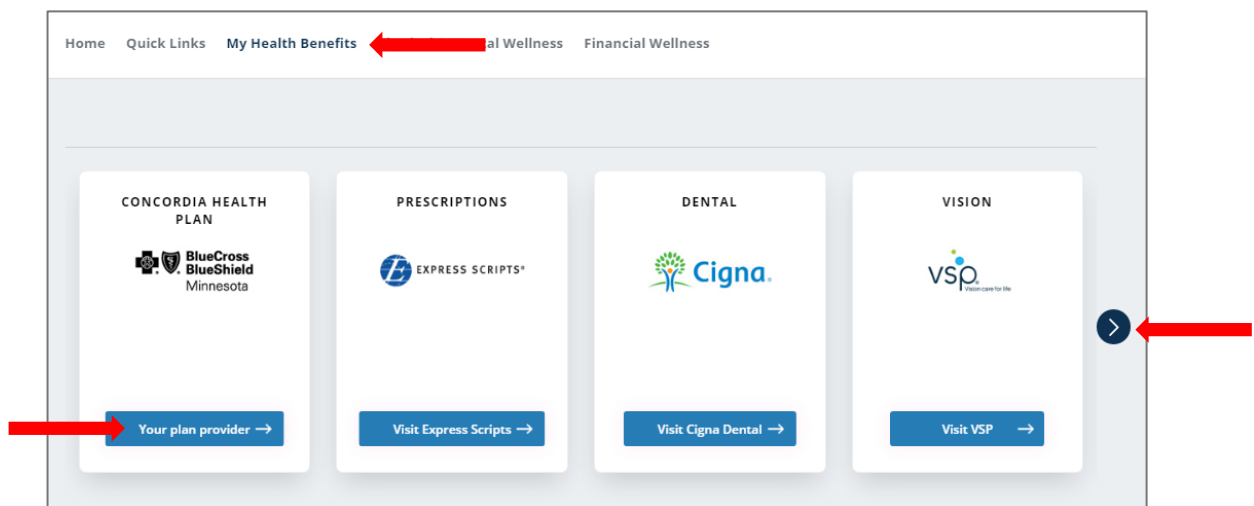 Home Quick Links My Health Benefits al Wellness Financial Wellness
CONCORDIA HEALTH
PLAN
BlueCross
BlueShield
Minnesota
Your plan provider →
PRESCRIPTIONS
EXPRESS SCRIPTS®
Visit Express Scripts →
DENTAL
Cigna.
Visit Cigna Dental →
VISION
vsp.
Vision care for life
Visit VSP →